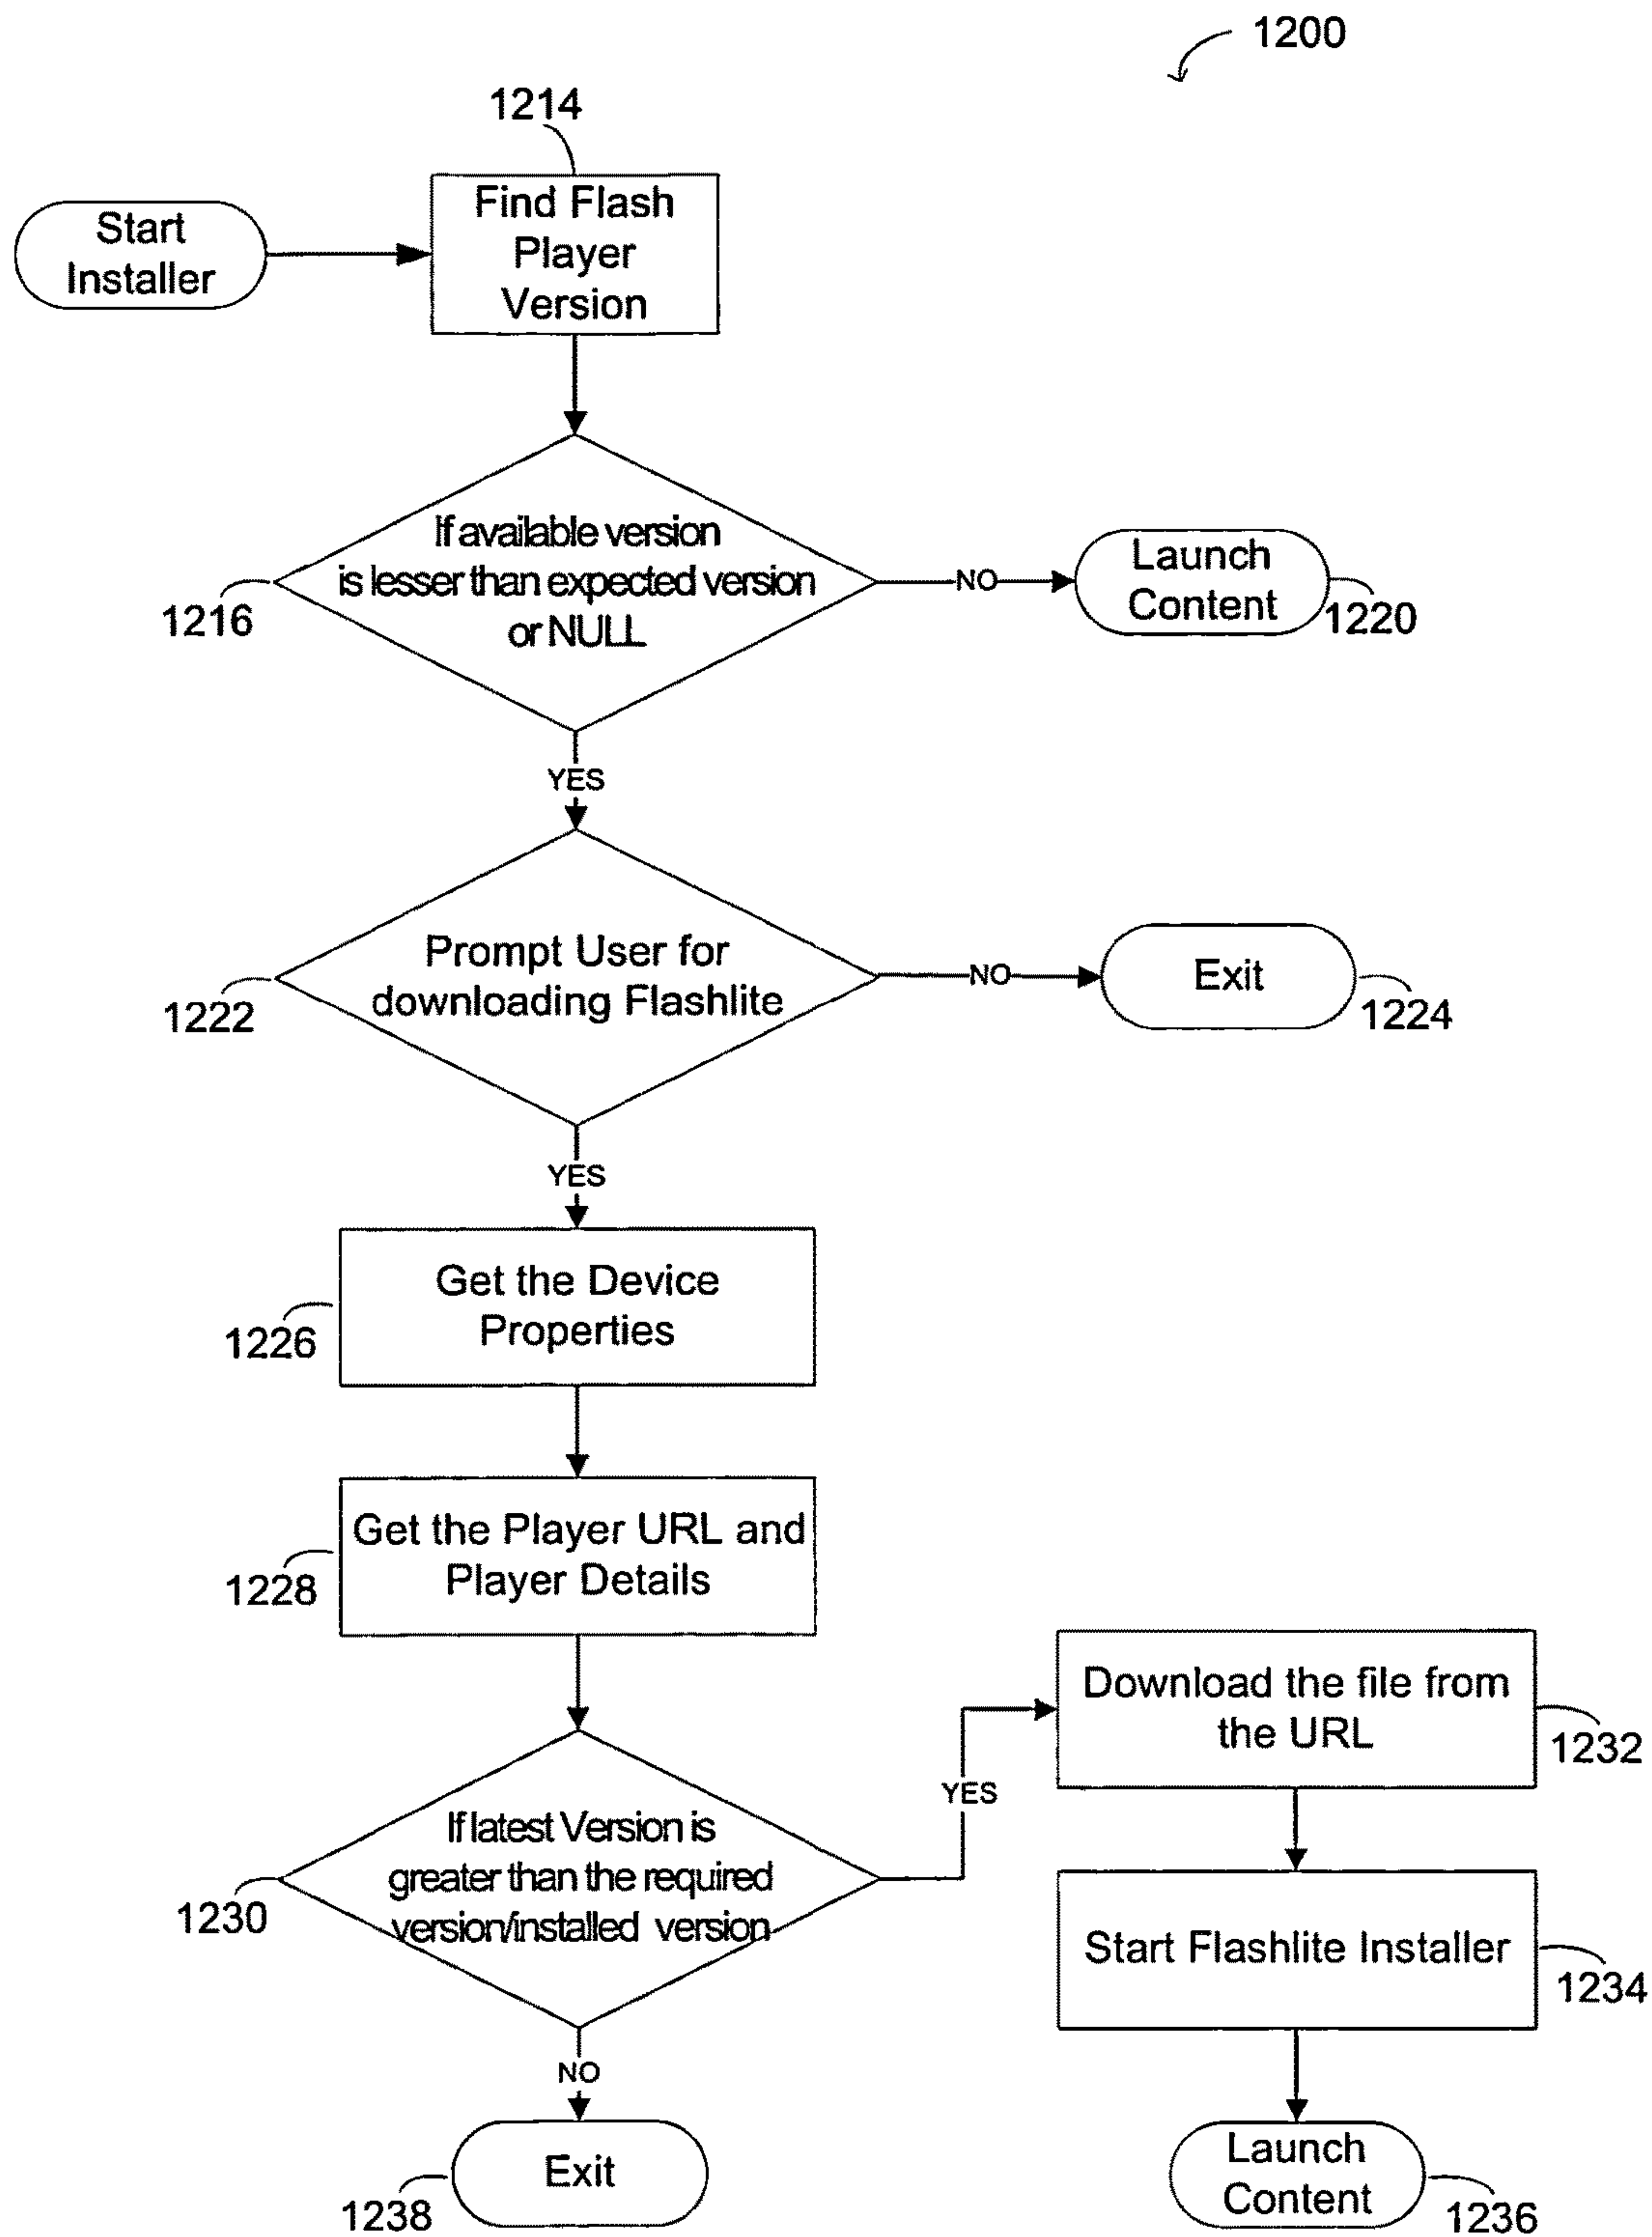 1200
1214
Start
Installer
Find Flash
Player
Version
If available version
is lesser than expected version
or NULL
1216
NO
Launch
Content
1220
YES
Prompt User for
downloading Flashlite
1222
NO
Exit
1224
YES
Get the Device
Properties
1226
Get the Player URL and
Player Details
1228
If latest Version is
greater than the required
version/installed version
1230
YES
Download the file from
the URL
1232
Start Flashlite Installer
1234
NO
Exit
1238
Launch
Content
1236